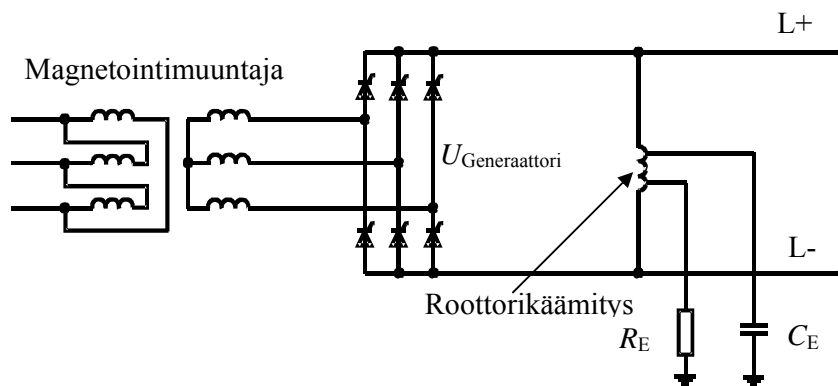 L+
Magnetointimuuntaja
UGeneraattori
L-
Roottorikäämitys
RE
CE